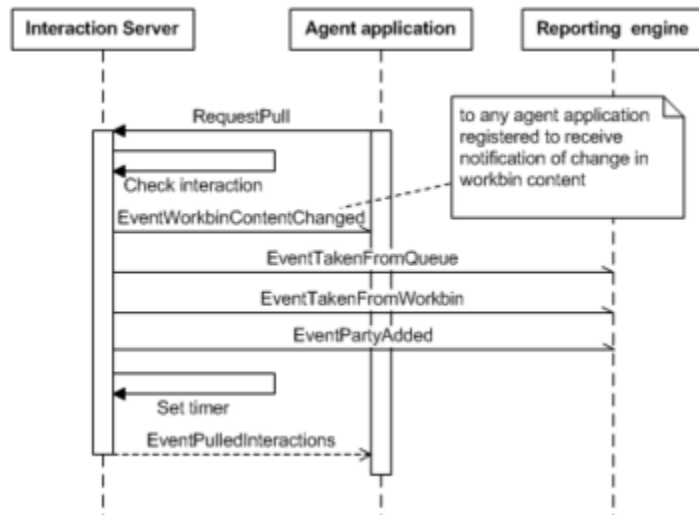 Interaction Server
Agent application
Reporting engine
to any agent application
registered to receive
notification of change in
workbin content
RequestPull
Check interaction
EventWorkbinContentChanged
EventTakenFromQueue
EventTakenFromWorkbin
EventPartyAdded
Set timer
EventPulledInteractions